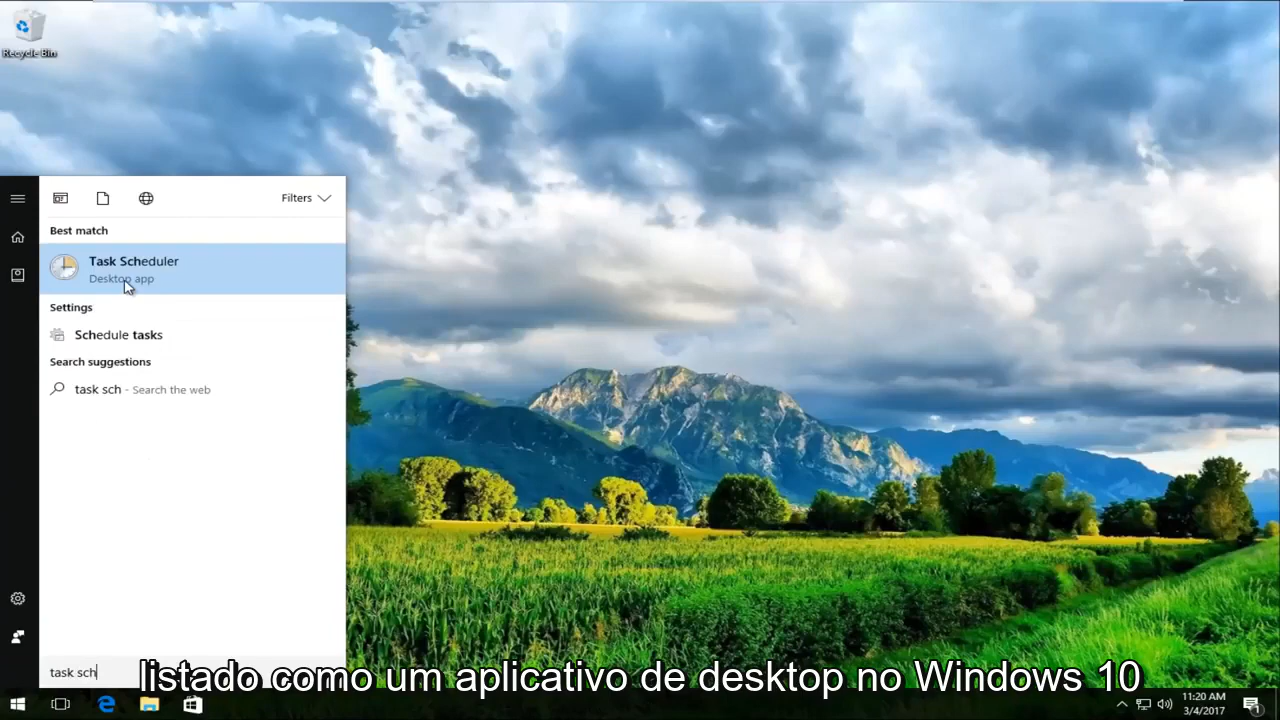 Recycle Bin
Filters
Best match
Task Scheduler
Desktop app
Settings
Schedule tasks
Search suggestions
task sch - Search the web
task sch
listado como um aplicativo de desktop no Windows 10
11:20 AM
3/4/2017
1